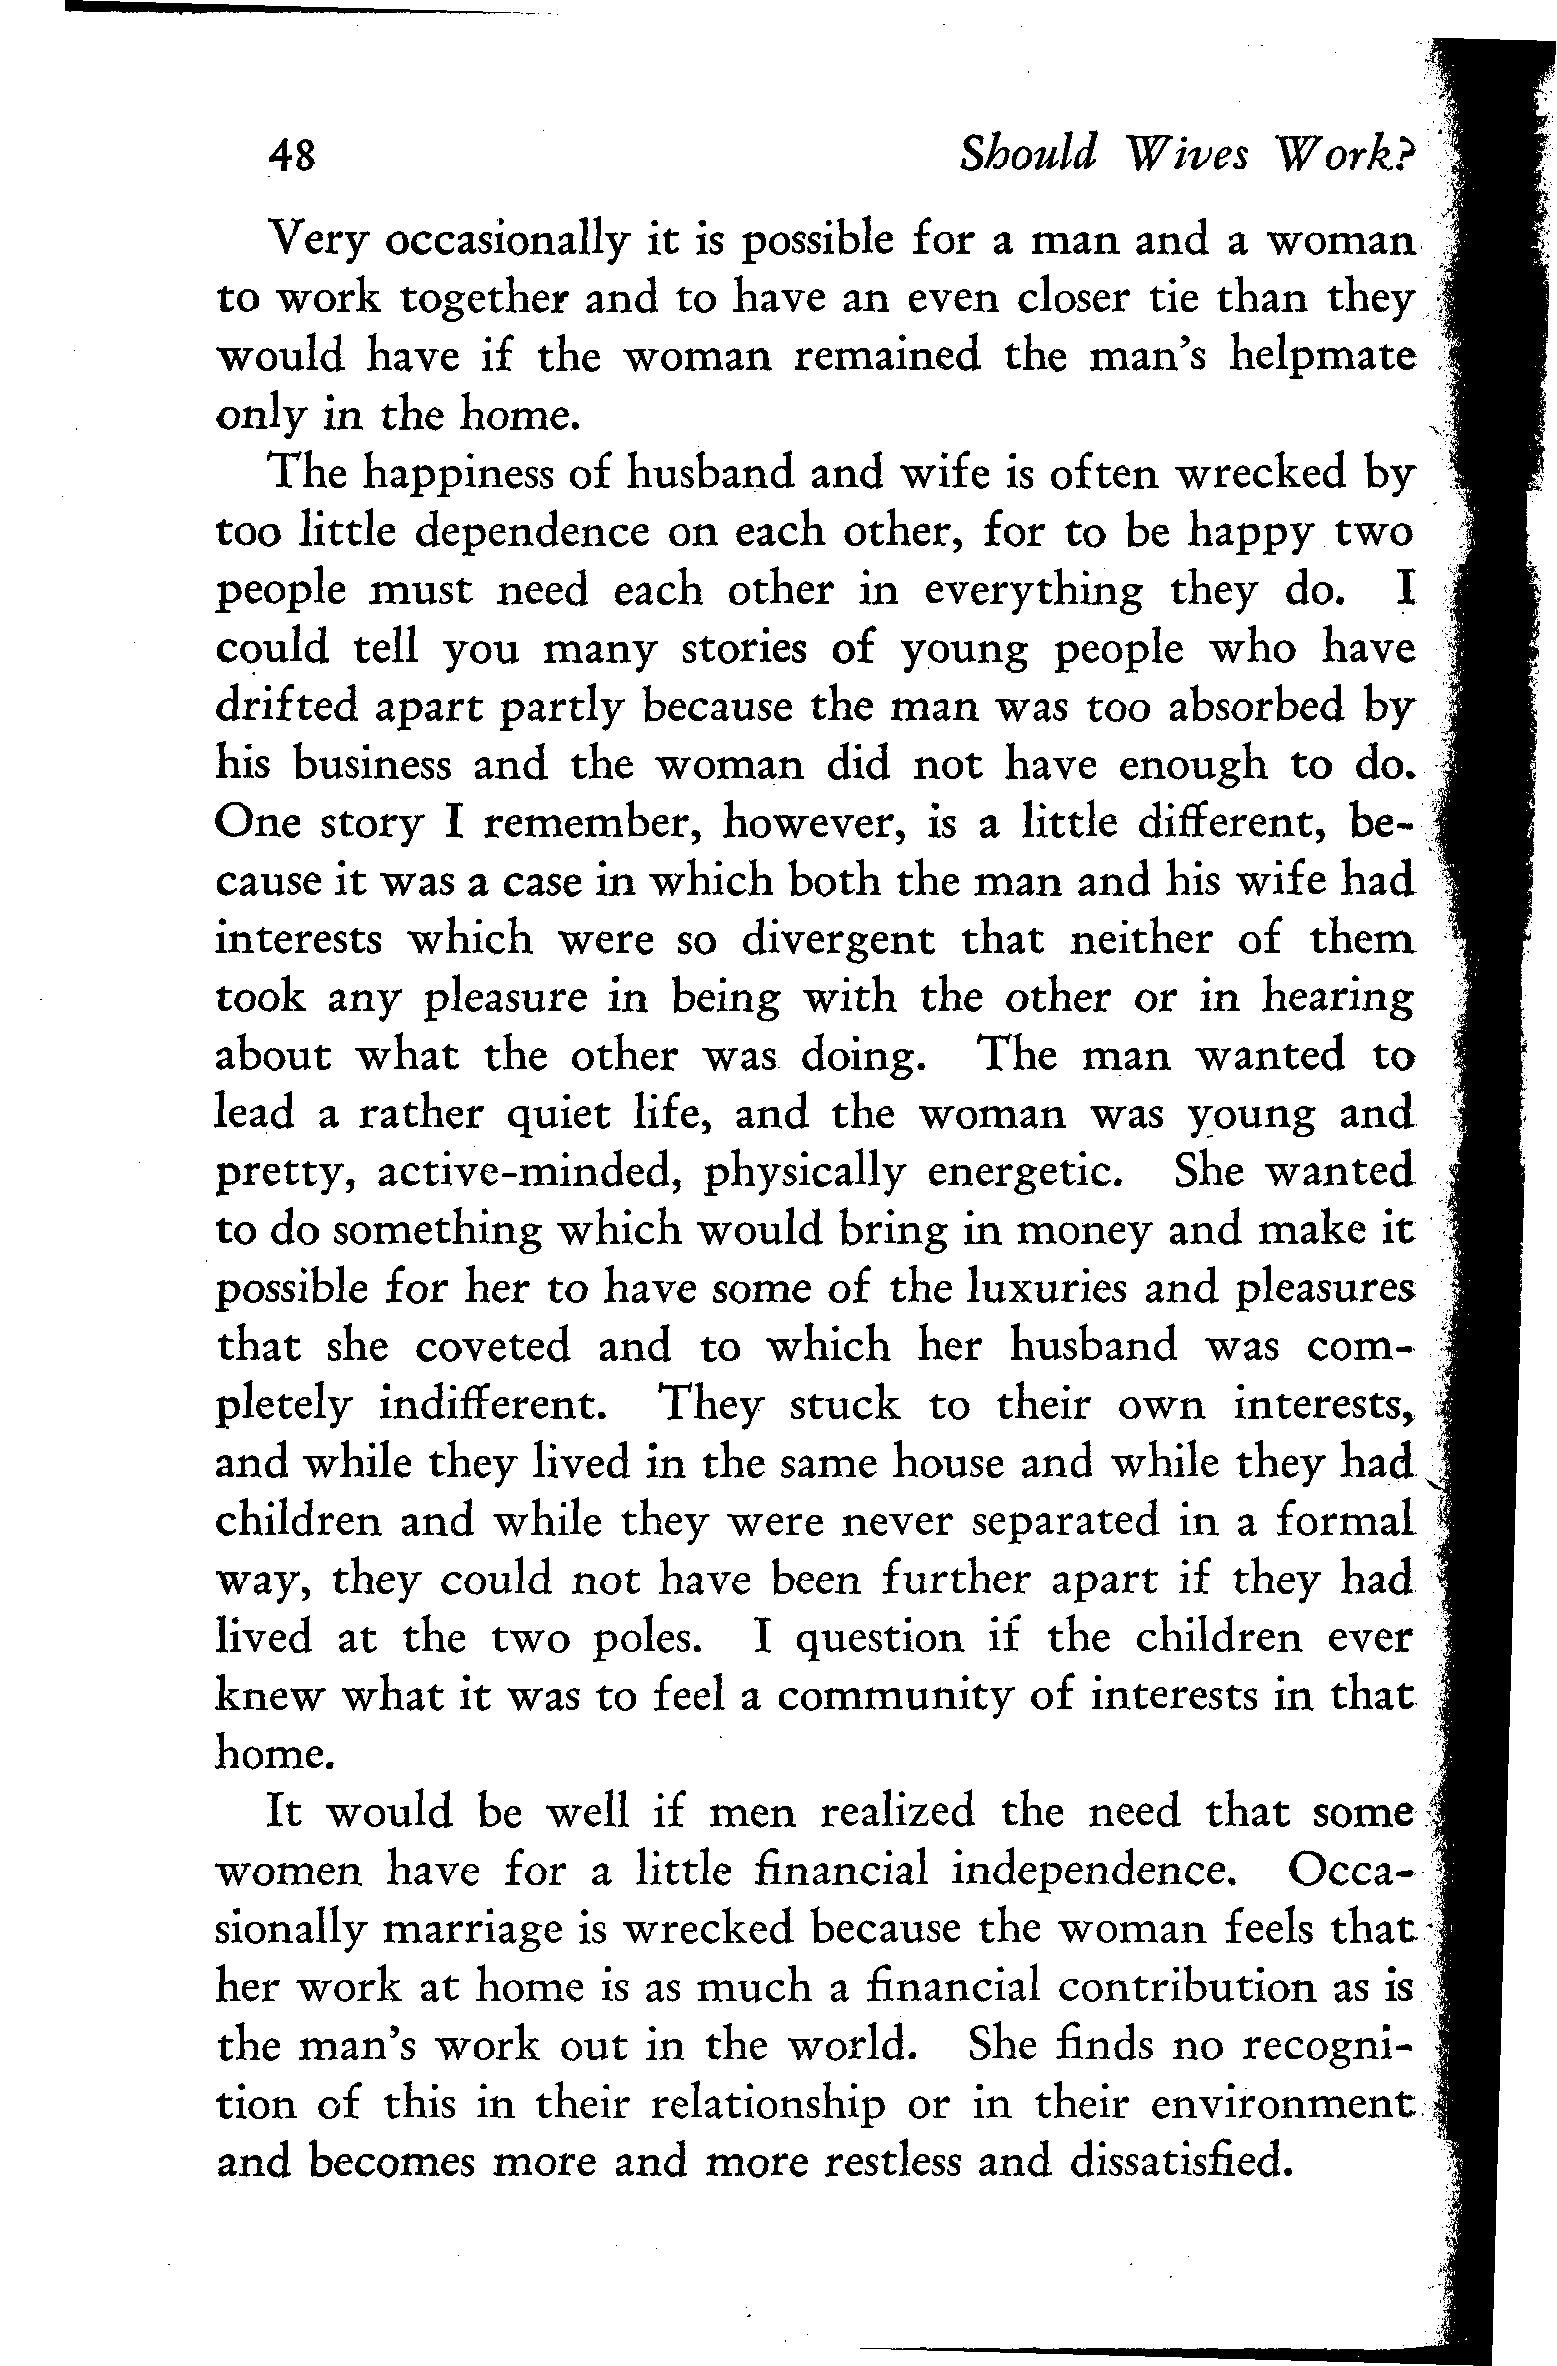 48 Should Wives Work?
Very occasionally it is possible for a man and a woman
to work together and to have an even closer tie than they
would have if the woman remained the man's helpmate
only in the home.
The happiness of husband and wife is often wrecked by
too little dependence on each other, for to be happy two
people must need each other in everything they do. I
could tell you many stories of young people who have
drifted apart partly because the man was too absorbed by
his business and the woman did not have enough to do.
One story I remember, however, is a little different, be-
cause it was a case in which both the man and his wife had
interests which were so divergent that neither of them
took any pleasure in being with the other or in hearing
about what the other was doing. The man wanted to
lead a rather quiet life, and the woman was young and
pretty, active-minded, physically energetic. She wanted
to do something which would bring in money and make it
possible for her to have some of the luxuries and pleasures
that she coveted and to which her husband was com-
pletely indifferent. They stuck to their own interests,
and while they lived in the same house and while they had
children and while they were never separated in a formal
way, they could not have been further apart if they had
lived at the two poles. I question if the children ever
knew what it was to feel a community of interests in that
home.
It would be well if men realized the need that some
women have for a little financial independence. Occa-
sionally marriage is wrecked because the woman feels that
her work at home is as much a financial contribution as is
the man's work out in the world. She finds no recogni-
tion of this in their relationship or in their environment
and becomes more and more restless and dissatisfied.